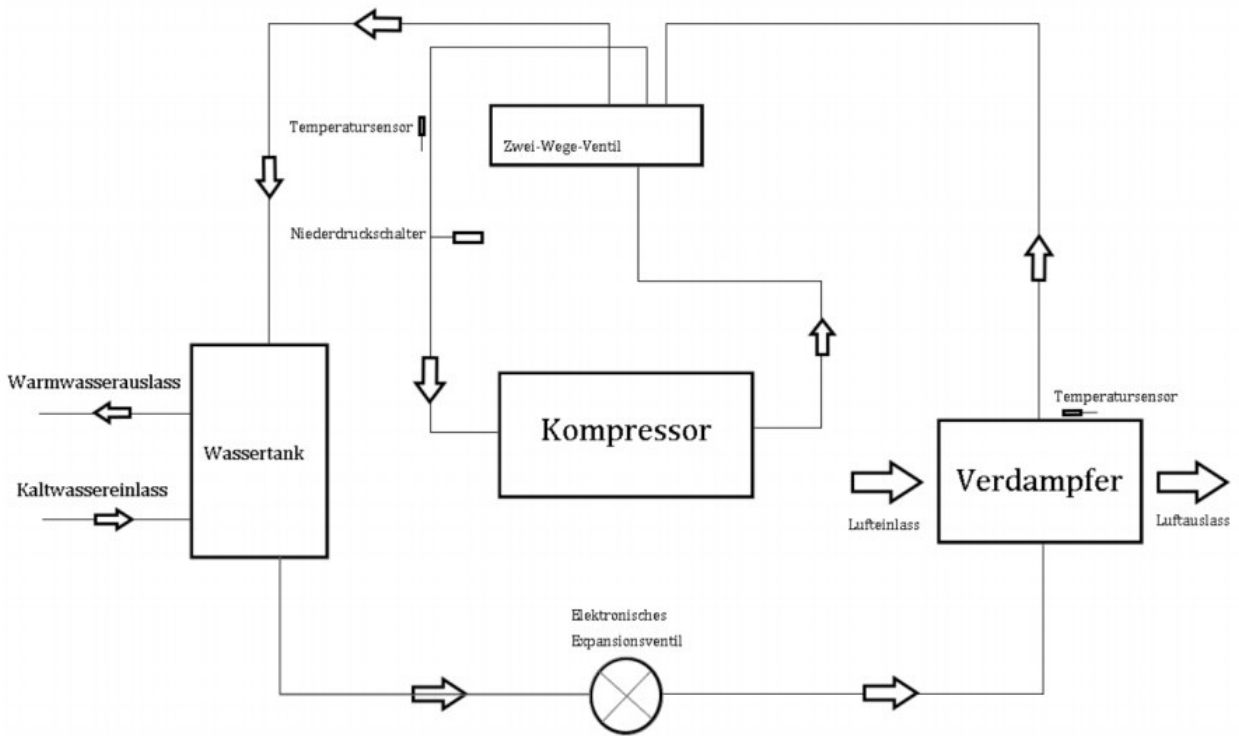 Temperatursensor
Zwei-Wege-Ventil
Niederdruckschalter
Warmwasserauslass
Kaltwassereinlass
Wassertank
Kompressor
Temperatursensor
Verdampfer
Lufteinlass
Luftauslass
Elektronisches
Expansionsventil